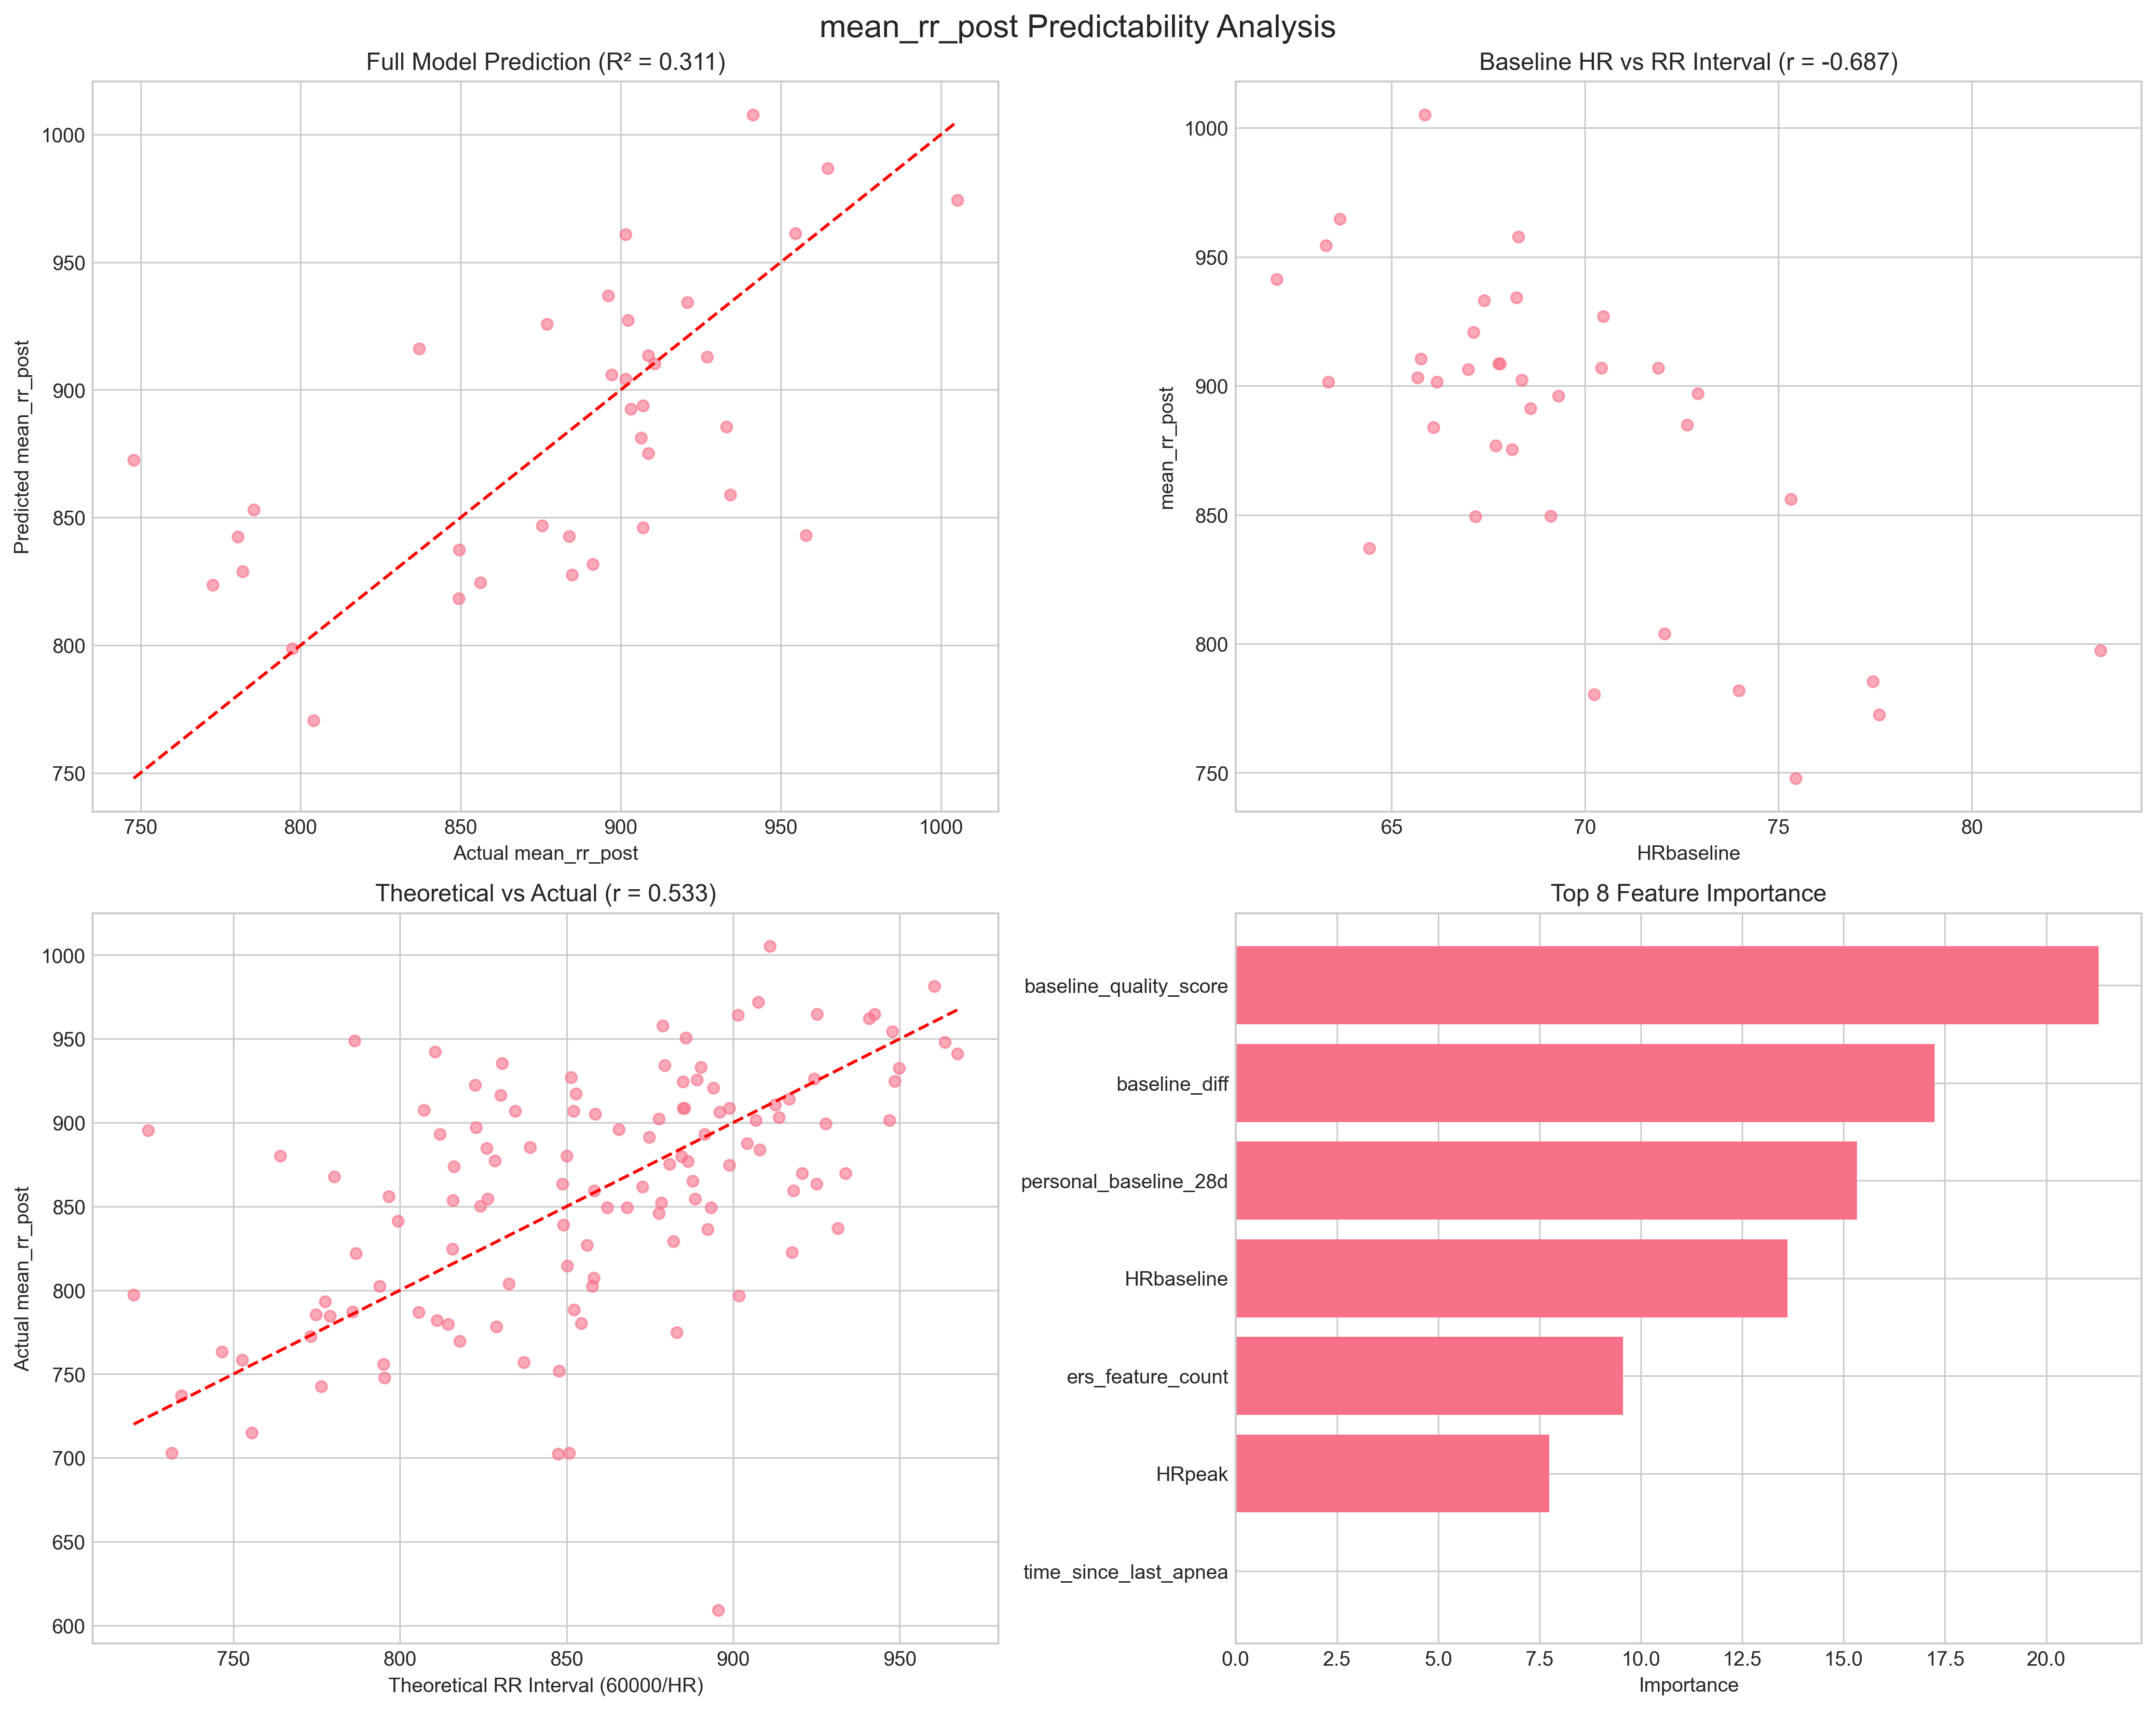 mean_rr_post Predictability Analysis
Full Model Prediction (R² = 0.311)
Predicted mean_rr_post
1000
950
900
850
800
750
750 800 850 900 950 1000
Actual mean_rr_post
Baseline HR vs RR Interval (r = -0.687)
mean_rr_post
1000
950
900
850
800
750
65 70 75 80
HRbaseline
Theoretical vs Actual (r = 0.533)
Actual mean_rr_post
1000
950
900
850
800
750
700
650
600
750 800 850 900 950
Theoretical RR Interval (60000/HR)
Top 8 Feature Importance
baseline_quality_score
baseline_diff
personal_baseline_28d
HRbaseline
ers_feature_count
HRpeak
time_since_last_apnea
0.0 2.5 5.0 7.5 10.0 12.5 15.0 17.5 20.0
Importance